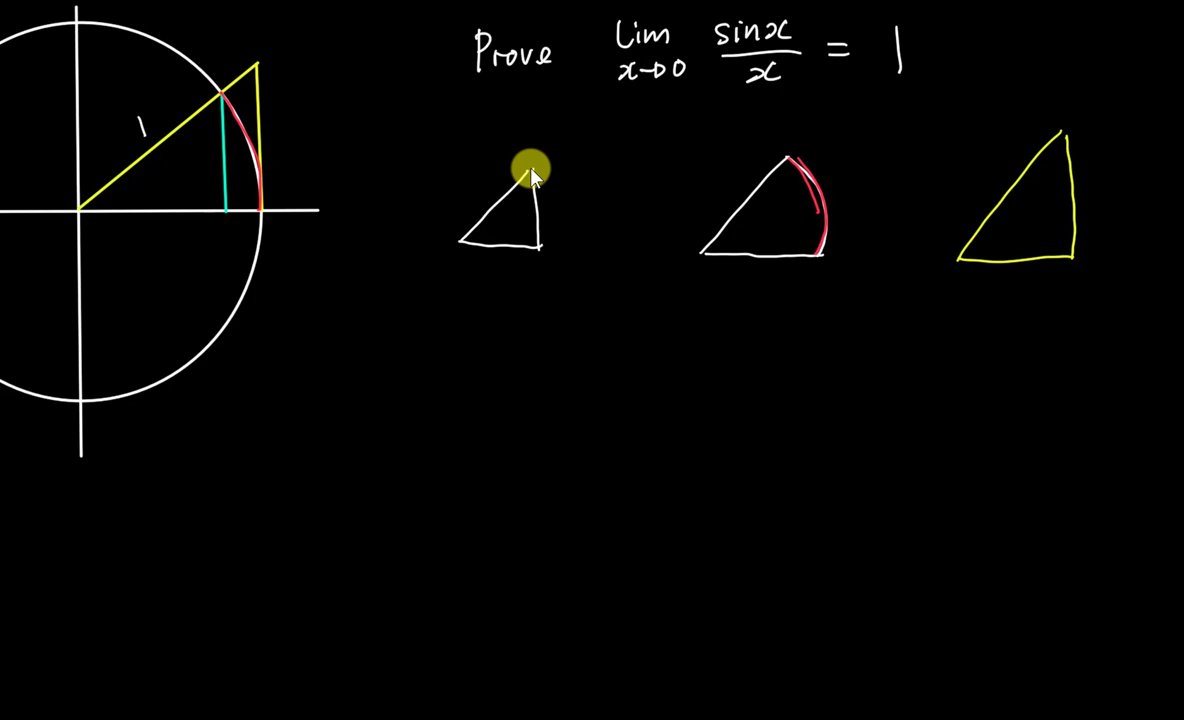 Prove lim x→0 sinx/x = 1
1